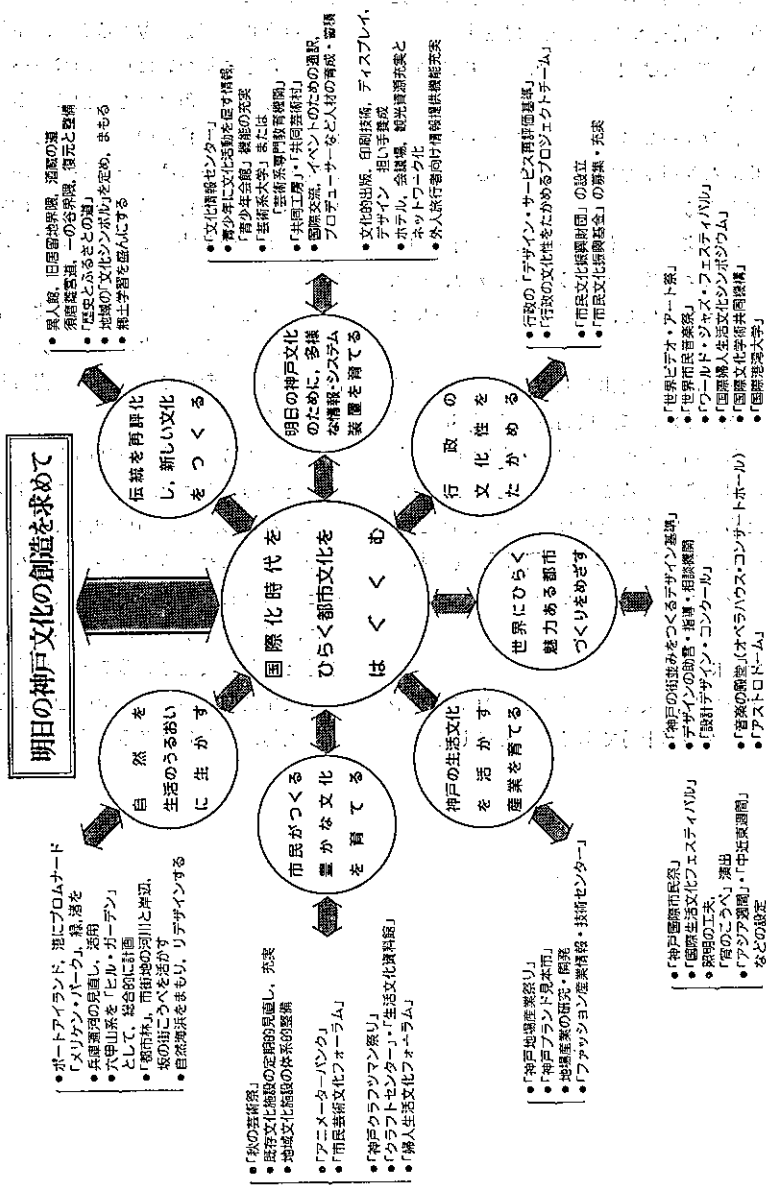 明日の神戸文化の創造を求めて
国際化時代を
ひらく都市文化を
はぐくむ
自然を
生活のうるおい
に生かす
・ポートアイランド，港にプロムナード
「メリケン・パーク」，緑，渚を
・兵庫運河の見直し，活用
・六甲山系を「ヒル・ガーデン」
として，総合的に計画
・「都市林」，市街地の河川と岸辺，
坂の街こうべを活かす
・自然海浜をまもり，リデザインする
伝統を再評化
し，新しい文化
をつくる
・異人館，旧居留地界隈，酒蔵の道
須磨離宮道，一の谷界隈，復元と整備
・「歴史とふるさとの道」
・地域の「文化シンボル」を定め，まもる
・郷土学習を盛んにする
市民がつくる
豊かな文化
を育てる
・「秋の芸術祭」
・既存文化施設の定期的見直し，充実
・地域文化施設の体系的整備
・「アニメーターバンク」
・「市民芸術文化フォーラム」
・「神戸クラフツマン祭り」
・「クラフトセンター」・「生活文化資料館」
・「婦人生活文化フォーラム」
明日の神戸文化
のために，多様
な情報・システム
装置を育てる
・「文化情報センター」
・青少年に文化活動を促す情報，
「青少年会館」機能の充実
・「芸術系大学」または
「芸術系専門教育機関」
・「共同工房」・「共同芸術村」
・国際交流，イベントのための通訳，
プロデューサーなど人材の育成・蓄積
・文化的出版，印刷技術，ディスプレイ，
デザイン 担い手養成
・ホテル，会議場，観光資源充実と
ネットワーク化
・外人旅行者向け情報提供機能充実
神戸の生活文化
を活かす
産業を育てる
・「神戸地場産業祭り」
・「神戸ブランド見本市」
・地場産業の研究・開発
・「ファッション産業情報・技術センター」
世界にひらく
魅力ある都市
づくりをめざす
行政の
文化性を
たかめる
・行政の「デザイン・サービス再評価基準」
・「行政の文化性をたかめるプロジェクトチーム」
・「市民文化振興財団」の設立
・「市民文化振興基金」の募集・充実
・「神戸国際市民祭」
・「国際生活文化フェスティバル」
・照明の工夫，
「宵のこうべ」演出
・「アジア週間」・「中近東週間」
などの設定
・「神戸の街並みをつくるデザイン基準」
・デザインの助言・指導・相談機関
・「設計デザイン・コンクール」
・「音楽の殿堂」（オペラハウス・コンサートホール）
・「アストロドーム」
・「世界ビデオ・アート祭」
・「世界市民音楽祭」
・「ワールド・ジャズ・フェスティバル」
・「国際婦人生活文化シンポジウム」
・「国際文化学術共同機構」
・「国際港湾大学」